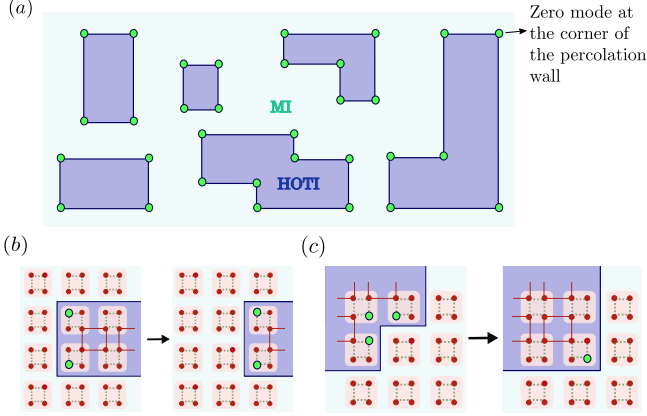 (a)
Zero mode at
the corner of
the percolation
wall
MI
HOTI
(b)
(c)